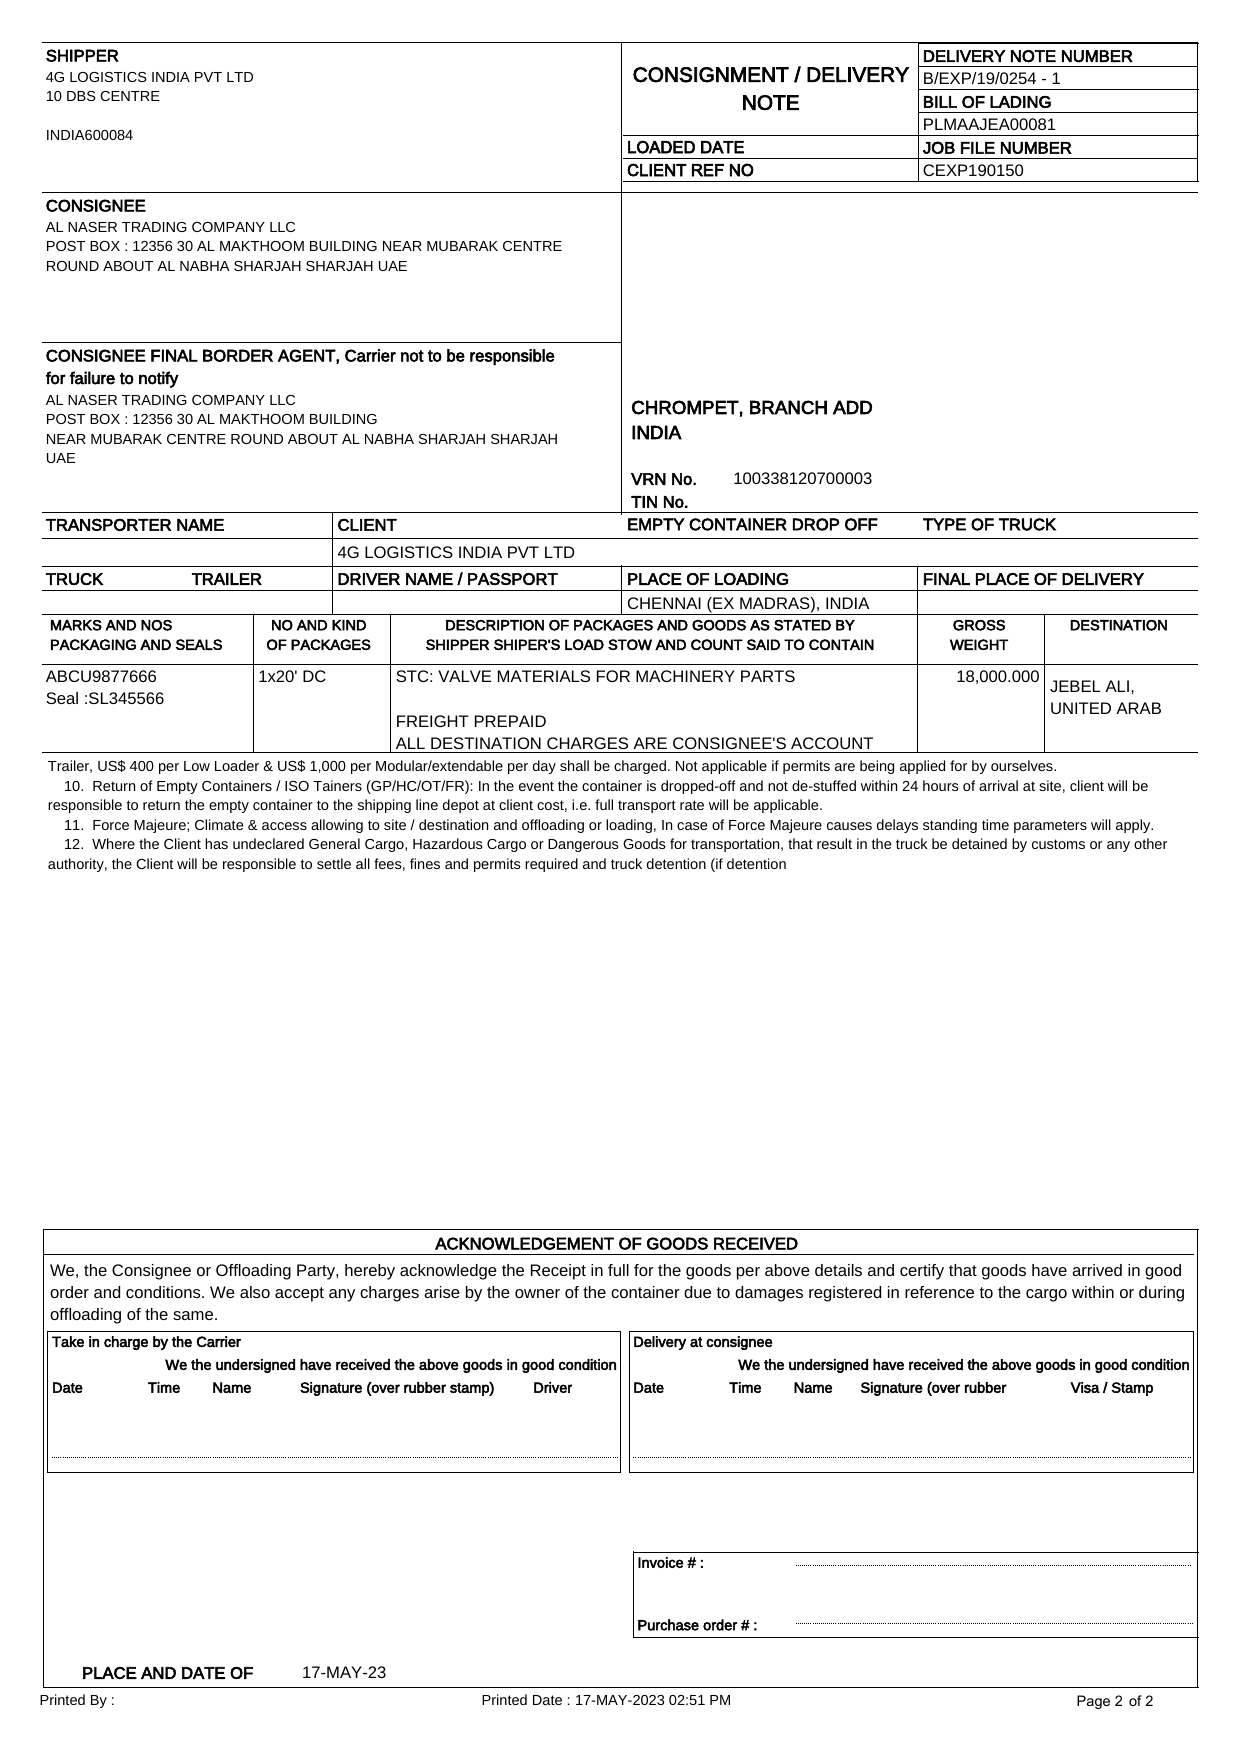 SHIPPER
4G LOGISTICS INDIA PVT LTD
10 DBS CENTRE
INDIA600084
CONSIGNMENT / DELIVERY
NOTE
DELIVERY NOTE NUMBER
B/EXP/19/0254 - 1
BILL OF LADING
PLMAAJEA00081
LOADED DATE
JOB FILE NUMBER
CLIENT REF NO
CEXP190150
CONSIGNEE
AL NASER TRADING COMPANY LLC
POST BOX : 12356 30 AL MAKTHOOM BUILDING NEAR MUBARAK CENTRE
ROUND ABOUT AL NABHA SHARJAH SHARJAH UAE
CONSIGNEE FINAL BORDER AGENT, Carrier not to be responsible
for failure to notify
AL NASER TRADING COMPANY LLC
POST BOX : 12356 30 AL MAKTHOOM BUILDING
NEAR MUBARAK CENTRE ROUND ABOUT AL NABHA SHARJAH SHARJAH
UAE
CHROMPET, BRANCH ADD
INDIA
VRN No. 100338120700003
TIN No.
TRANSPORTER NAME CLIENT EMPTY CONTAINER DROP OFF TYPE OF TRUCK
4G LOGISTICS INDIA PVT LTD
TRUCK TRAILER DRIVER NAME / PASSPORT PLACE OF LOADING FINAL PLACE OF DELIVERY
CHENNAI (EX MADRAS), INDIA
MARKS AND NOS
PACKAGING AND SEALS
NO AND KIND
OF PACKAGES
DESCRIPTION OF PACKAGES AND GOODS AS STATED BY
SHIPPER SHIPER'S LOAD STOW AND COUNT SAID TO CONTAIN
GROSS
WEIGHT
DESTINATION
ABCU9877666
Seal :SL345566
1x20' DC
STC: VALVE MATERIALS FOR MACHINERY PARTS
FREIGHT PREPAID
ALL DESTINATION CHARGES ARE CONSIGNEE'S ACCOUNT
18,000.000
JEBEL ALI,
UNITED ARAB
Trailer, US$ 400 per Low Loader & US$ 1,000 per Modular/extendable per day shall be charged. Not applicable if permits are being applied for by ourselves.
10. Return of Empty Containers / ISO Tainers (GP/HC/OT/FR): In the event the container is dropped-off and not de-stuffed within 24 hours of arrival at site, client will be
responsible to return the empty container to the shipping line depot at client cost, i.e. full transport rate will be applicable.
11. Force Majeure; Climate & access allowing to site / destination and offloading or loading, In case of Force Majeure causes delays standing time parameters will apply.
12. Where the Client has undeclared General Cargo, Hazardous Cargo or Dangerous Goods for transportation, that result in the truck be detained by customs or any other
authority, the Client will be responsible to settle all fees, fines and permits required and truck detention (if detention
ACKNOWLEDGEMENT OF GOODS RECEIVED
We, the Consignee or Offloading Party, hereby acknowledge the Receipt in full for the goods per above details and certify that goods have arrived in good
order and conditions. We also accept any charges arise by the owner of the container due to damages registered in reference to the cargo within or during
offloading of the same.
Take in charge by the Carrier
We the undersigned have received the above goods in good condition
Date Time Name Signature (over rubber stamp) Driver
Delivery at consignee
We the undersigned have received the above goods in good condition
Date Time Name Signature (over rubber Visa / Stamp
Invoice # :
Purchase order # :
PLACE AND DATE OF 17-MAY-23
Printed By : Printed Date : 17-MAY-2023 02:51 PM Page 2 of 2